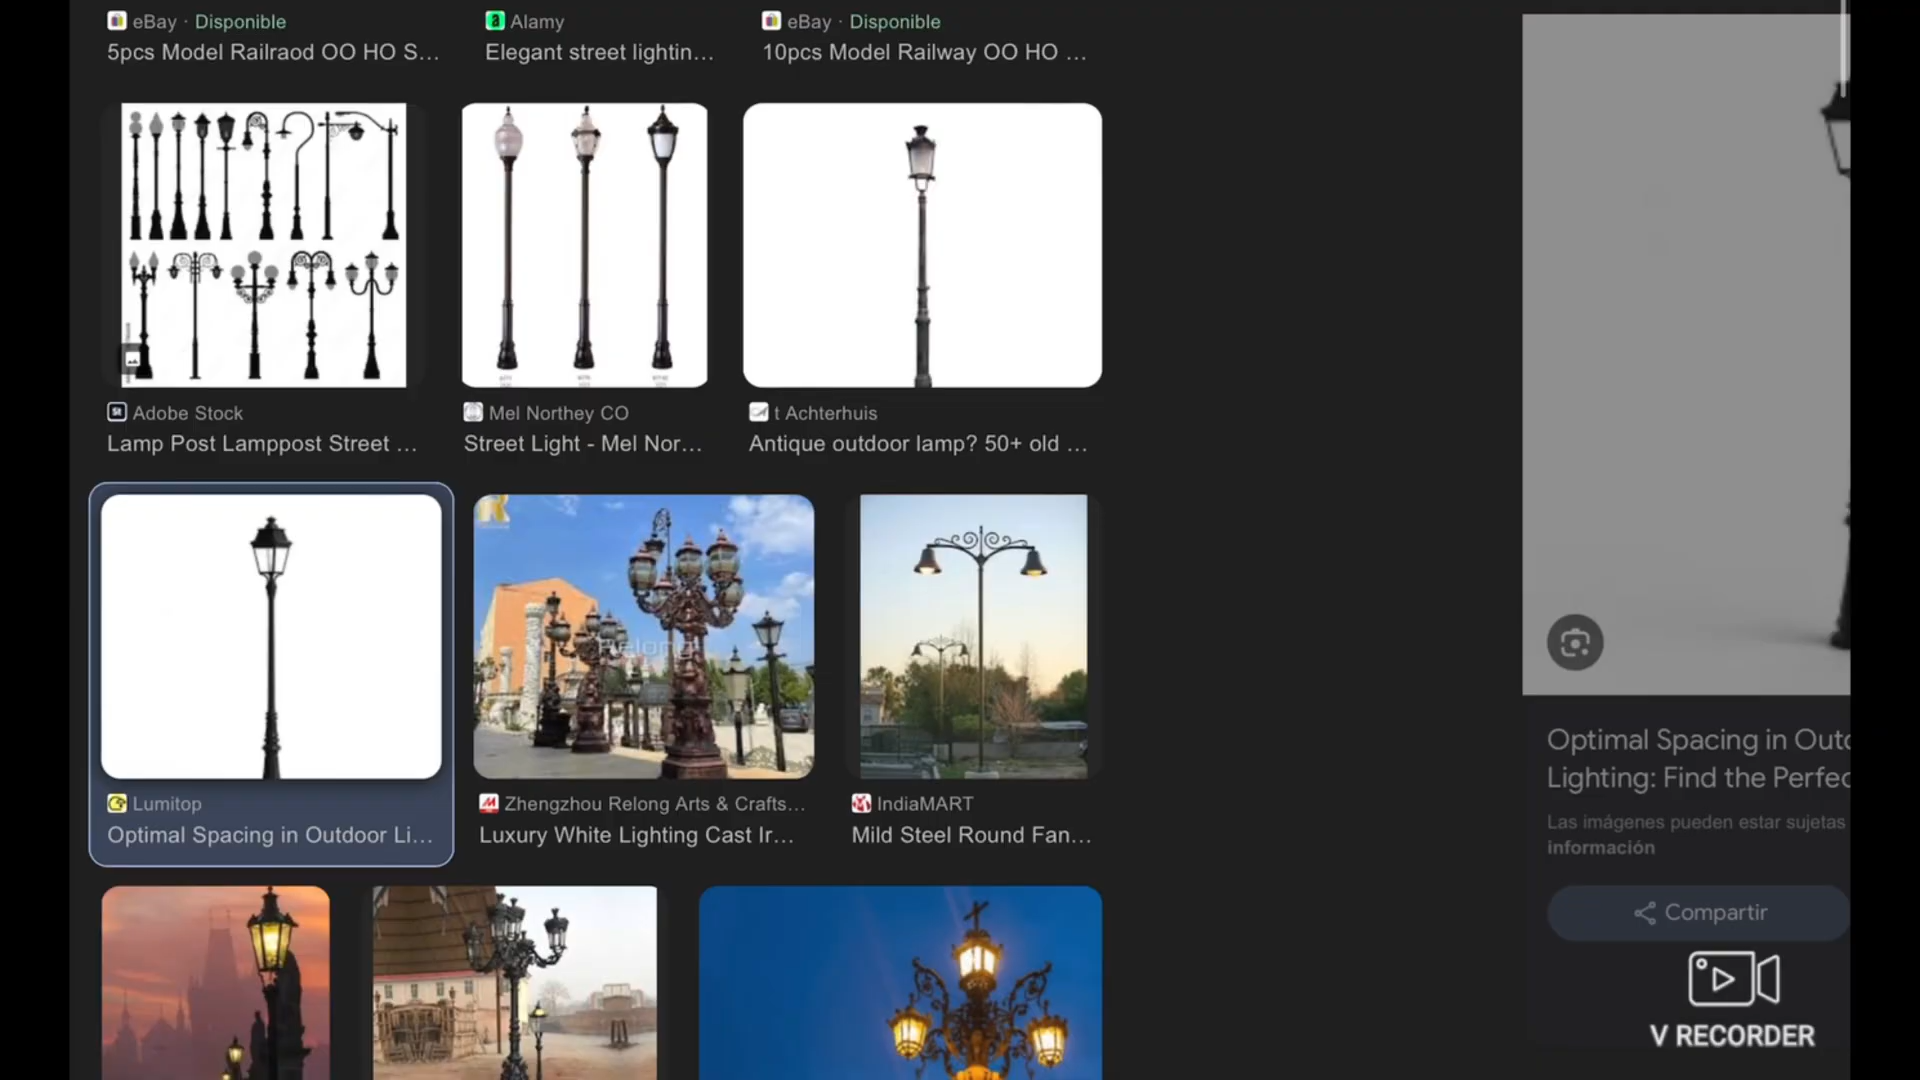 eBay · Disponible
5pcs Model Railraod OO HO S...
Alamy
Elegant street lightin...
eBay · Disponible
10pcs Model Railway OO HO ...
Adobe Stock
Lamp Post Lamppost Street ...
Mel Northey CO
Street Light - Mel Nor...
t Achterhuis
Antique outdoor lamp? 50+ old ...
Lumitop
Optimal Spacing in Outdoor Li...
Relong
Zhengzhou Relong Arts & Crafts...
Luxury White Lighting Cast Ir...
IndiaMART
Mild Steel Round Fan...
Optimal Spacing in Outd
Lighting: Find the Perfec
Las imágenes pueden estar sujetas
información
Compartir
V RECORDER